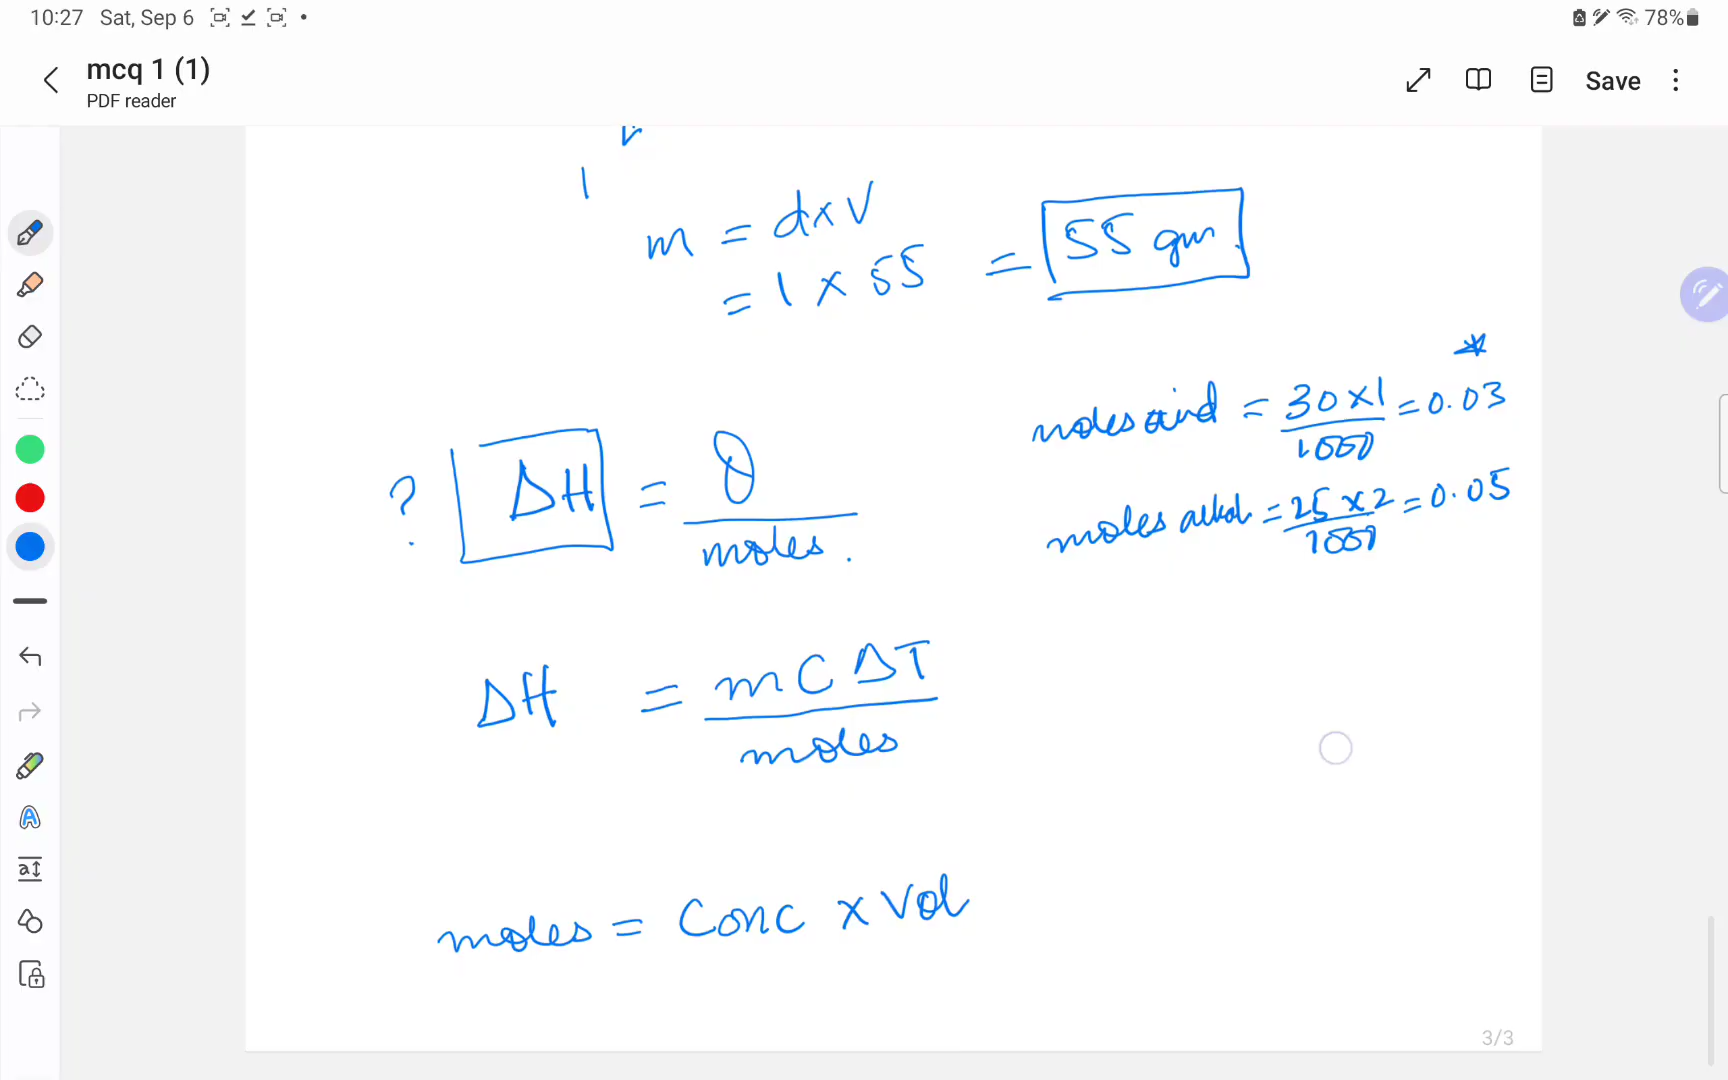 10:27 Sat, Sep 6
78%
mcq 1 (1)
PDF reader
Save
m = d x V
= 1 x 55 = 55 gm
moles acid = 30 x 1 / 1000 = 0.03
? ΔH = Q / moles.
moles alkali = 25 x 2 / 1000 = 0.05
ΔH = m C ΔT / moles
moles = Conc x Vol
3/3